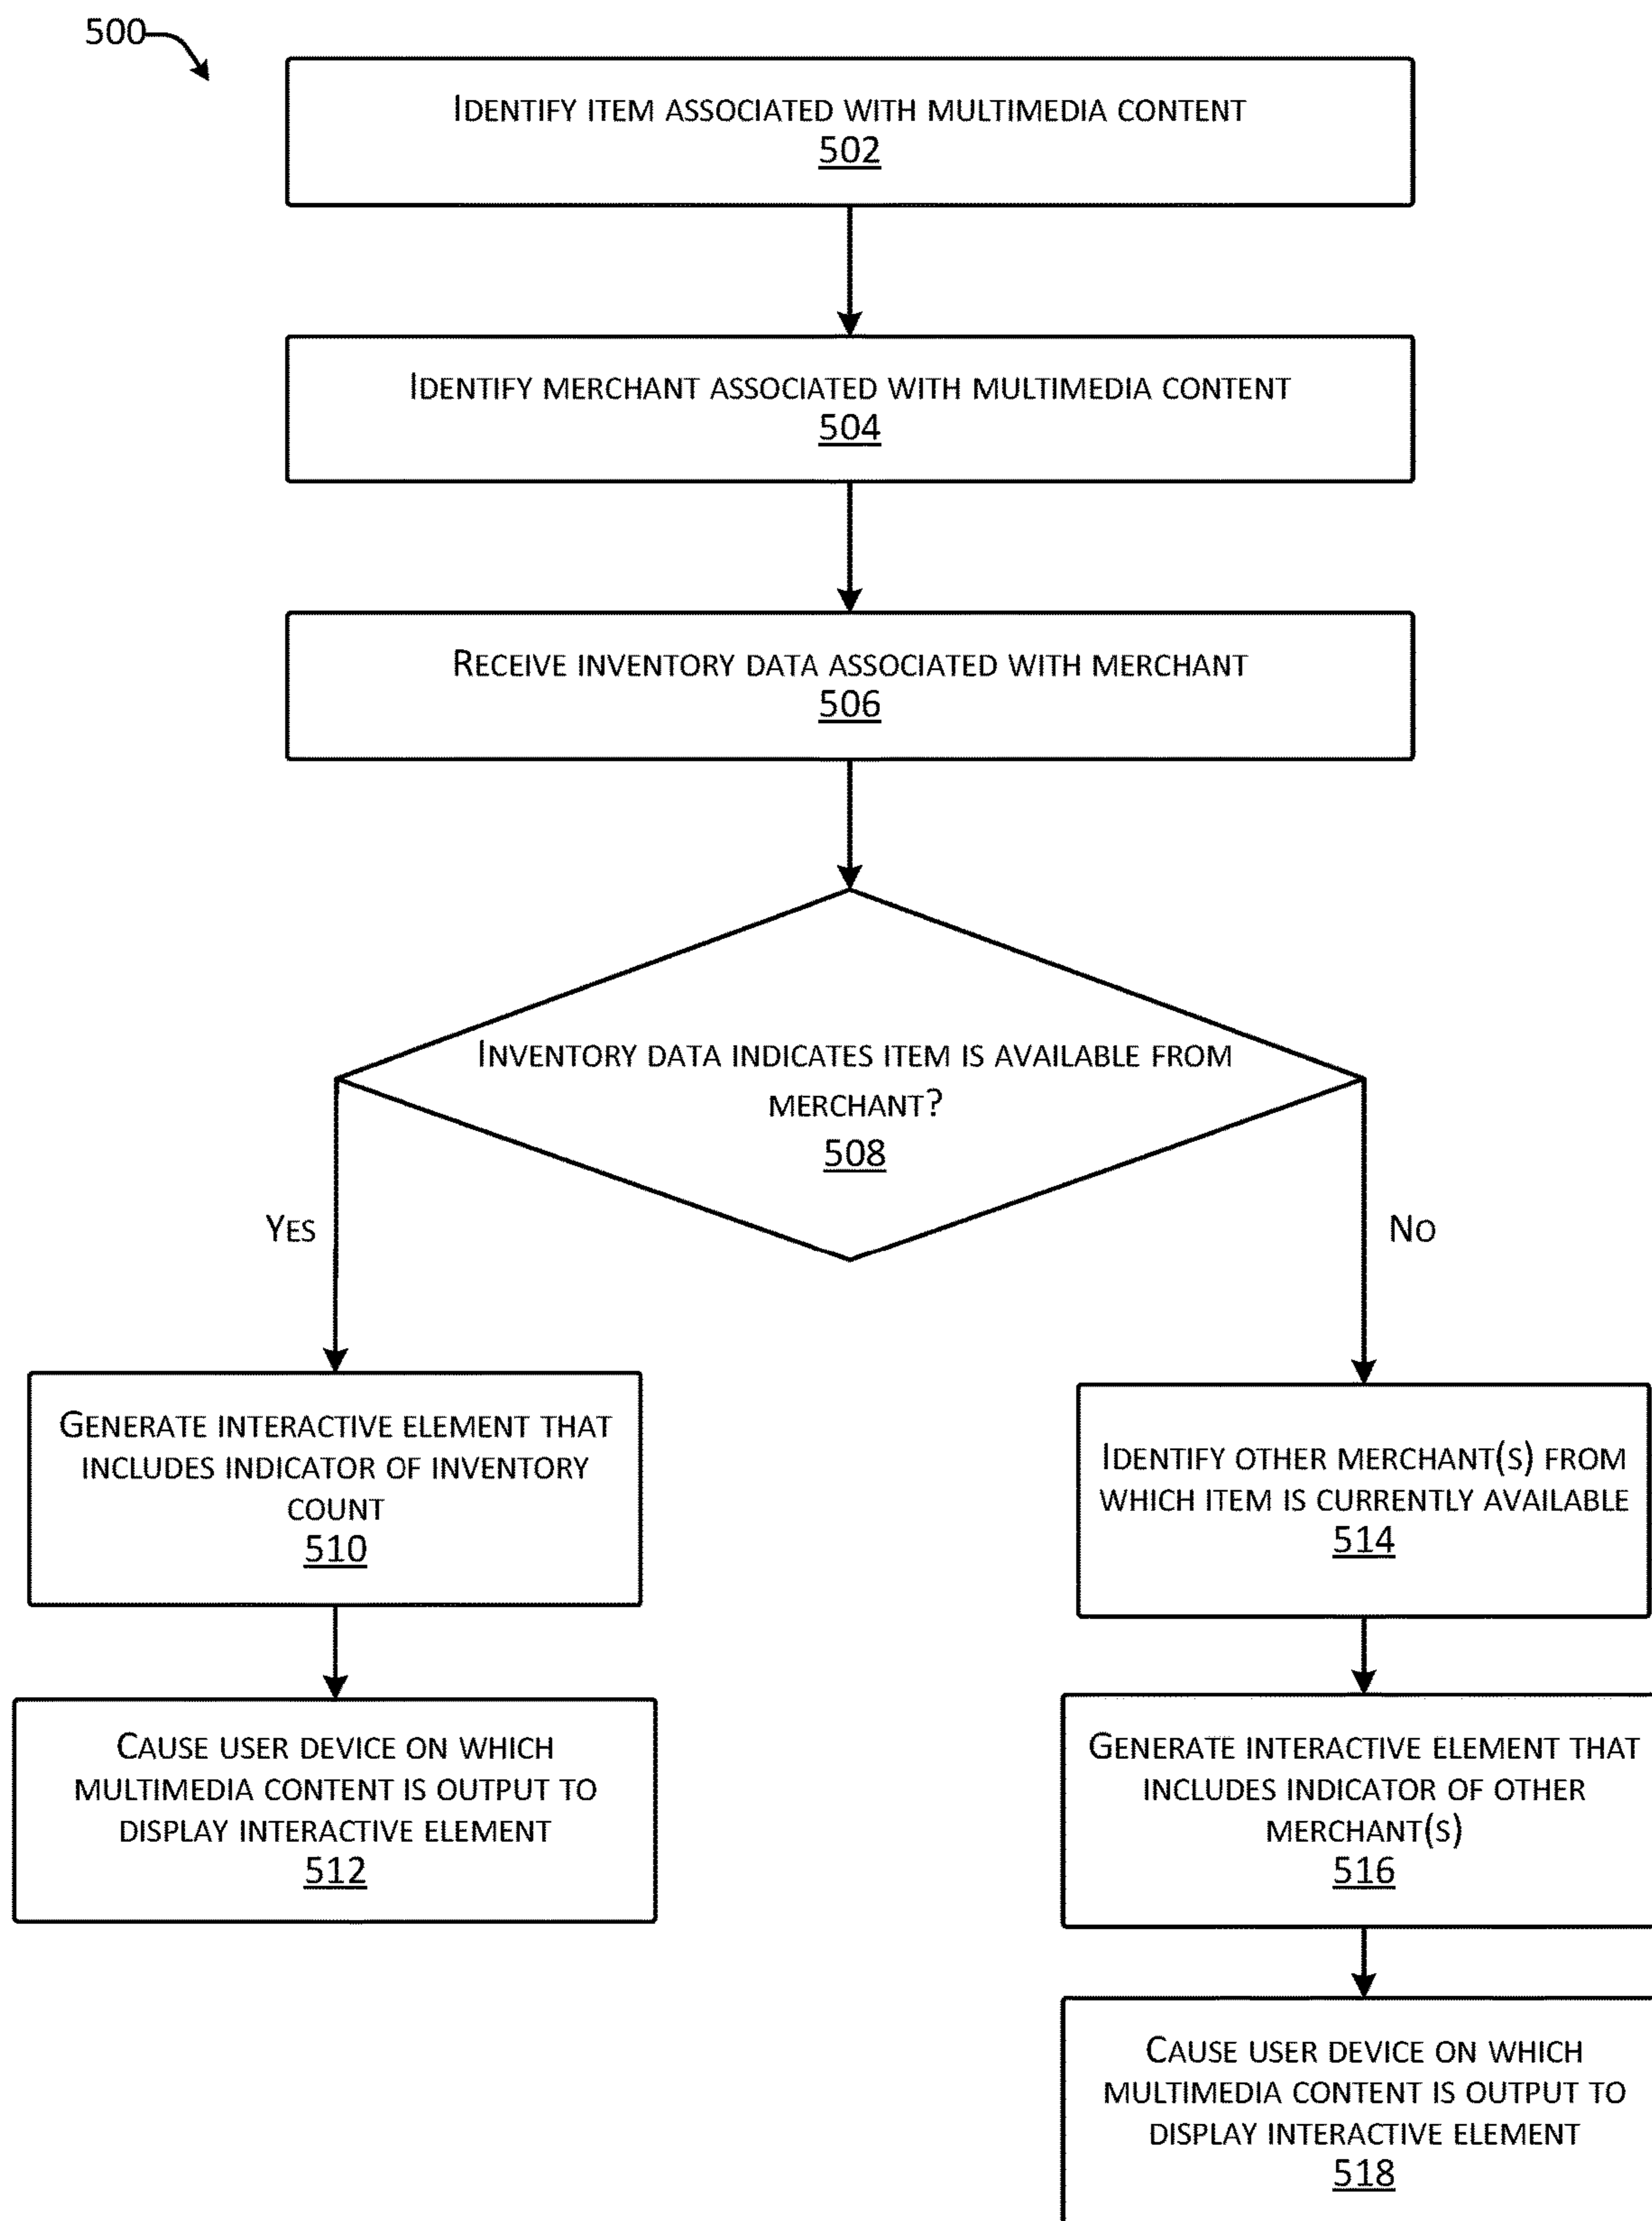 500
IDENTIFY ITEM ASSOCIATED WITH MULTIMEDIA CONTENT
502
IDENTIFY MERCHANT ASSOCIATED WITH MULTIMEDIA CONTENT
504
RECEIVE INVENTORY DATA ASSOCIATED WITH MERCHANT
506
INVENTORY DATA INDICATES ITEM IS AVAILABLE FROM
MERCHANT?
508
YES
NO
GENERATE INTERACTIVE ELEMENT THAT
INCLUDES INDICATOR OF INVENTORY
COUNT
510
CAUSE USER DEVICE ON WHICH
MULTIMEDIA CONTENT IS OUTPUT TO
DISPLAY INTERACTIVE ELEMENT
512
IDENTIFY OTHER MERCHANT(S) FROM
WHICH ITEM IS CURRENTLY AVAILABLE
514
GENERATE INTERACTIVE ELEMENT THAT
INCLUDES INDICATOR OF OTHER
MERCHANT(S)
516
CAUSE USER DEVICE ON WHICH
MULTIMEDIA CONTENT IS OUTPUT TO
DISPLAY INTERACTIVE ELEMENT
518